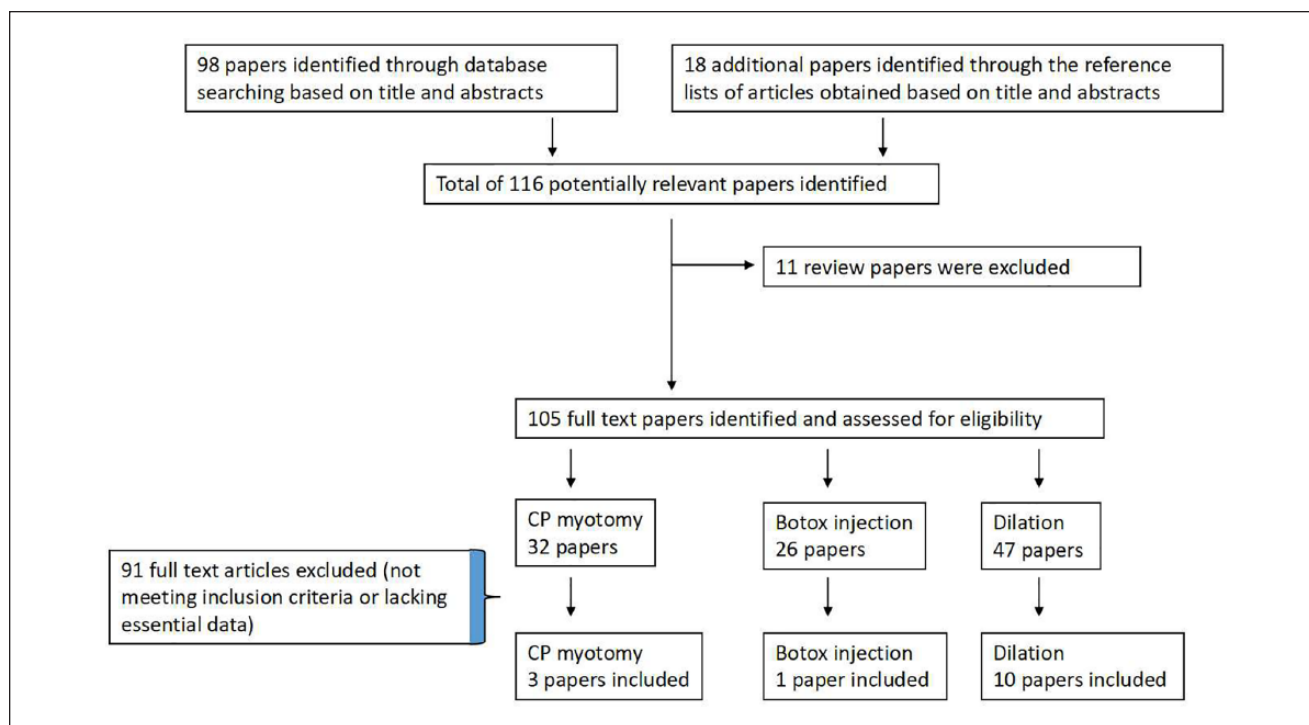 98 papers identified through database
searching based on title and abstracts
18 additional papers identified through the reference
lists of articles obtained based on title and abstracts
Total of 116 potentially relevant papers identified
11 review papers were excluded
105 full text papers identified and assessed for eligibility
CP myotomy
32 papers
Botox injection
26 papers
Dilation
47 papers
91 full text articles excluded (not
meeting inclusion criteria or lacking
essential data)
CP myotomy
3 papers included
Botox injection
1 paper included
Dilation
10 papers included